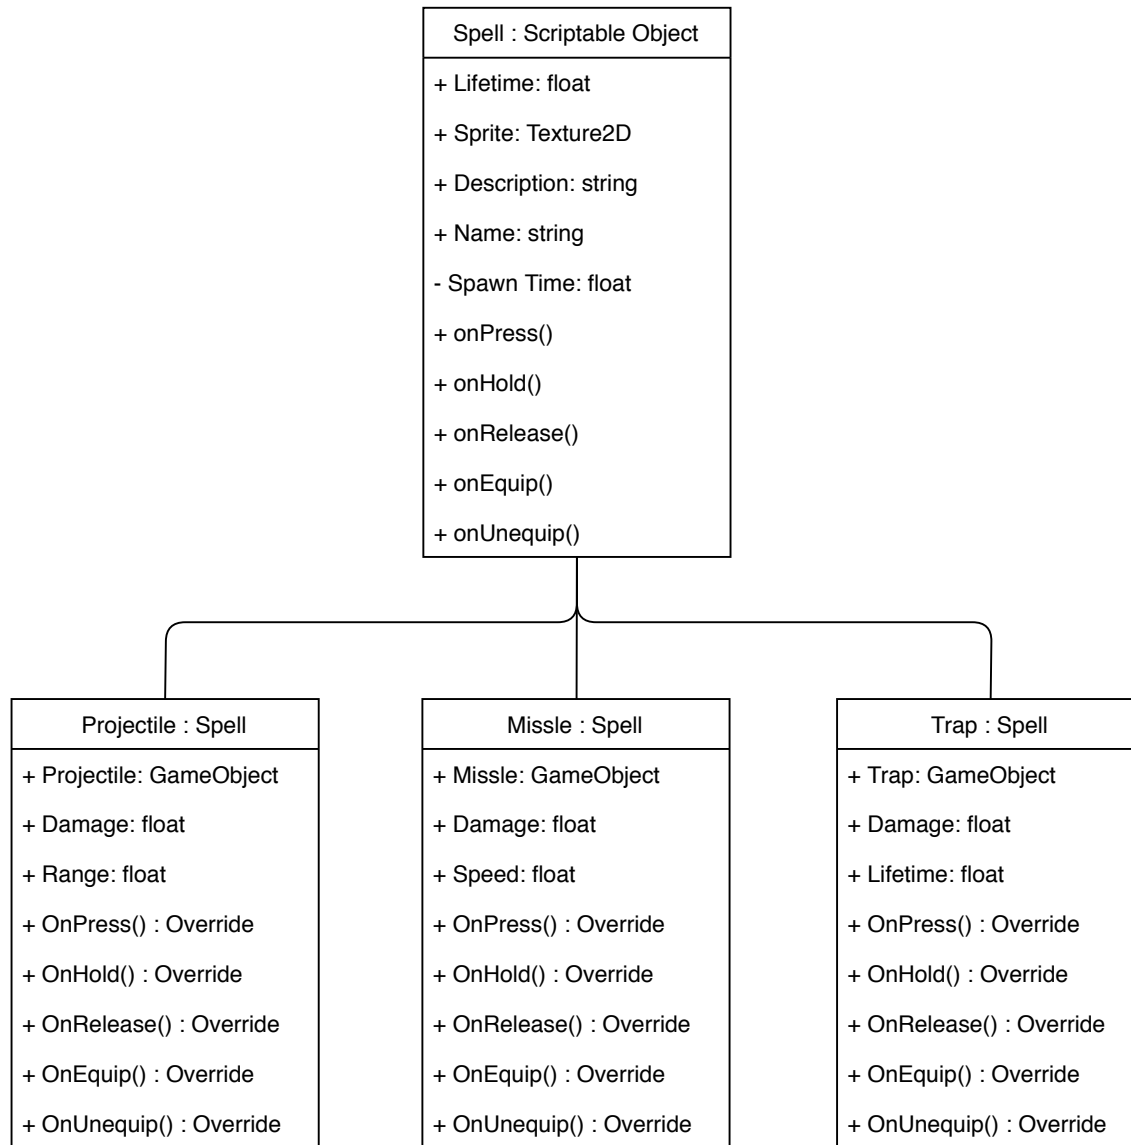 Spell : Scriptable Object
+ Lifetime: float
+ Sprite: Texture2D
+ Description: string
+ Name: string
- Spawn Time: float
+ onPress()
+ onHold()
+ onRelease()
+ onEquip()
+ onUnequip()
Projectile : Spell
+ Projectile: GameObject
+ Damage: float
+ Range: float
+ OnPress() : Override
+ OnHold() : Override
+ OnRelease() : Override
+ OnEquip() : Override
+ OnUnequip() : Override
Missle : Spell
+ Missle: GameObject
+ Damage: float
+ Speed: float
+ OnPress() : Override
+ OnHold() : Override
+ OnRelease() : Override
+ OnEquip() : Override
+ OnUnequip() : Override
Trap : Spell
+ Trap: GameObject
+ Damage: float
+ Lifetime: float
+ OnPress() : Override
+ OnHold() : Override
+ OnRelease() : Override
+ OnEquip() : Override
+ OnUnequip() : Override